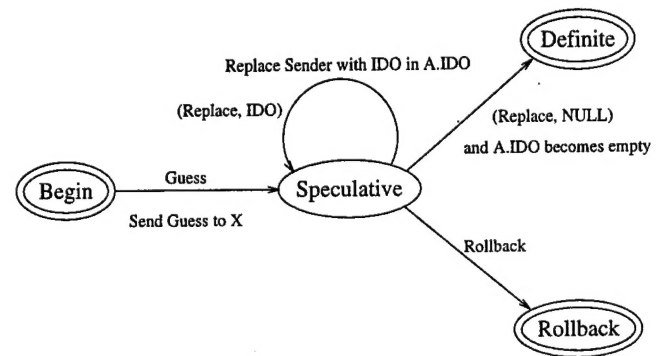 Definite
Replace Sender with IDO in A.IDO
(Replace, IDO)
(Replace, NULL)
and A.IDO becomes empty
Begin
Guess
Speculative
Send Guess to X
Rollback
Rollback